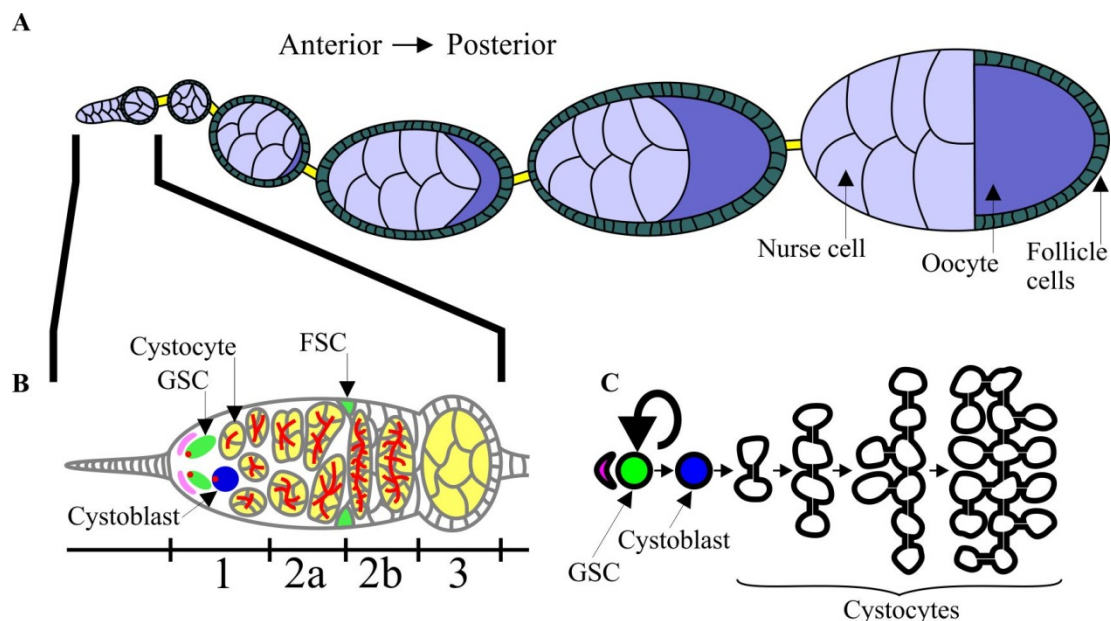 A
Anterior → Posterior
Nurse cell
Oocyte
Follicle
cells
B
Cystocyte
GSC
FSC
Cystoblast
1 2a 2b 3
C
Cystoblast
GSC
Cystocytes